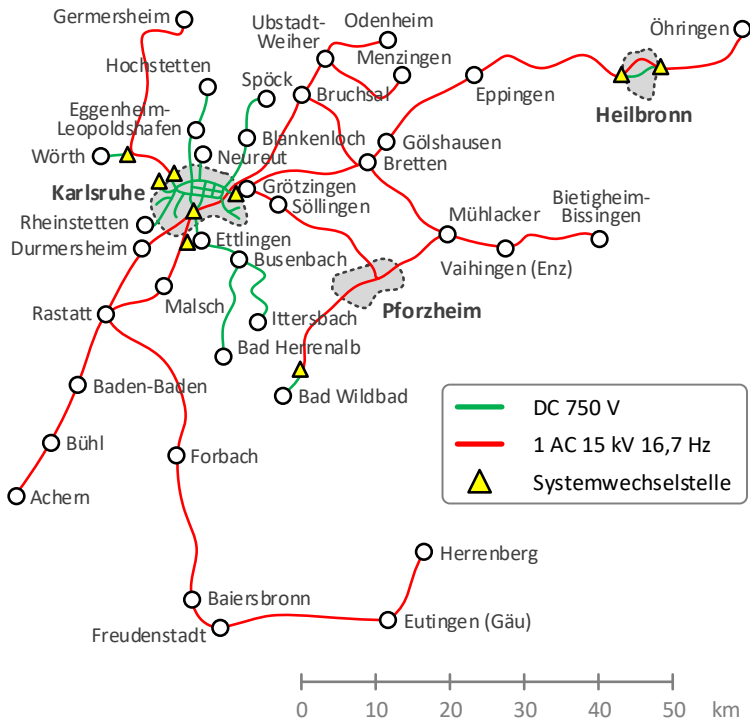 Germersheim
Ubstadt-
Weiher
Odenheim
Öhringen
Menzingen
Hochstetten
Spöck
Bruchsal
Eppingen
Heilbronn
Eggenheim-
Leopoldshafen
Blankenloch
Gölshausen
Wörth
Neureut
Bretten
Karlsruhe
Grötzingen
Söllingen
Bietigheim-
Bissingen
Mühlacker
Rheinstetten
Ettlingen
Durmersheim
Busenbach
Vaihingen (Enz)
Malsch
Pforzheim
Rastatt
Ittersbach
Bad Herrenalb
Baden-Baden
Bad Wildbad
DC 750 V
1 AC 15 kV 16,7 Hz
Systemwechselstelle
Bühl
Forbach
Achern
Herrenberg
Baiersbronn
Freudenstadt
Eutingen (Gäu)
0 10 20 30 40 50 km